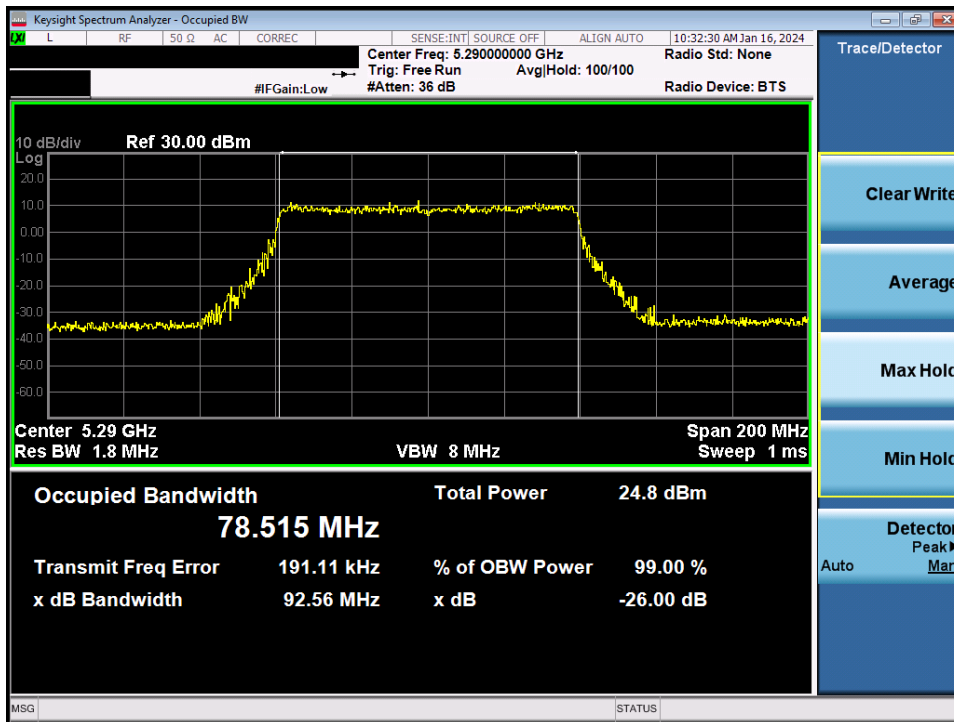 Keysight Spectrum Analyzer - Occupied BW
LXI L RF 50 Ω AC CORREC SENSE:INT SOURCE OFF ALIGN AUTO 10:32:30 AM Jan 16, 2024
Center Freq: 5.290000000 GHz Radio Std: None
Trig: Free Run Avg|Hold: 100/100
#IFGain:Low #Atten: 36 dB Radio Device: BTS
Trace/Detector
10 dB/div Ref 30.00 dBm
Log
20.0
10.0
0.00
-10.0
-20.0
-30.0
-40.0
-50.0
-60.0
Center 5.29 GHz Span 200 MHz
Res BW 1.8 MHz VBW 8 MHz Sweep 1 ms
Occupied Bandwidth Total Power 24.8 dBm
78.515 MHz
Transmit Freq Error 191.11 kHz % of OBW Power 99.00 %
x dB Bandwidth 92.56 MHz x dB -26.00 dB
Clear Write
Average
Max Hold
Min Hold
Detector
Peak▶
Auto Man
MSG STATUS